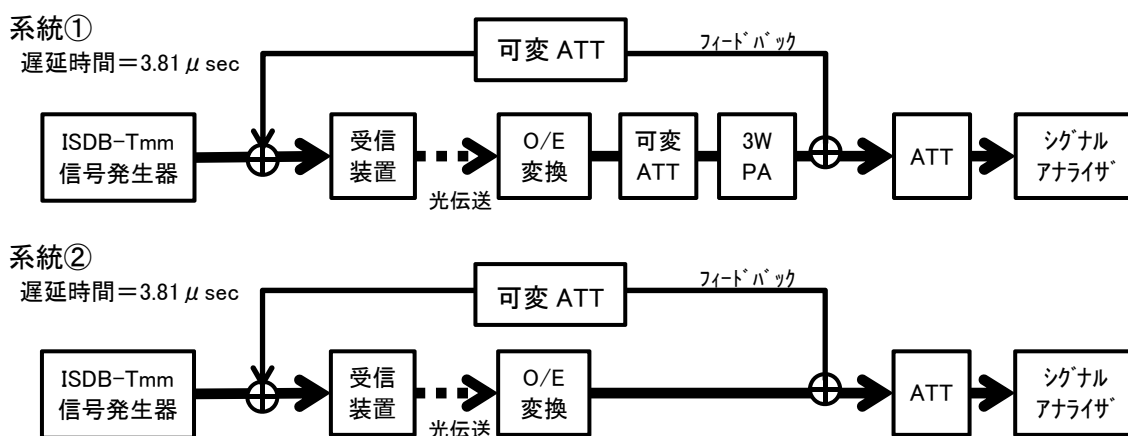 系統①
遅延時間＝3.81μsec
可変 ATT
ﾌｨｰﾄﾞﾊﾞｯｸ
ISDB-Tmm
信号発生器
受信
装置
光伝送
O/E
変換
可変
ATT
3W
PA
ATT
ｼｸﾞﾅﾙ
ｱﾅﾗｲｻﾞ
系統②
遅延時間＝3.81μsec
可変 ATT
ﾌｨｰﾄﾞﾊﾞｯｸ
ISDB-Tmm
信号発生器
受信
装置
光伝送
O/E
変換
ATT
ｼｸﾞﾅﾙ
ｱﾅﾗｲｻﾞ